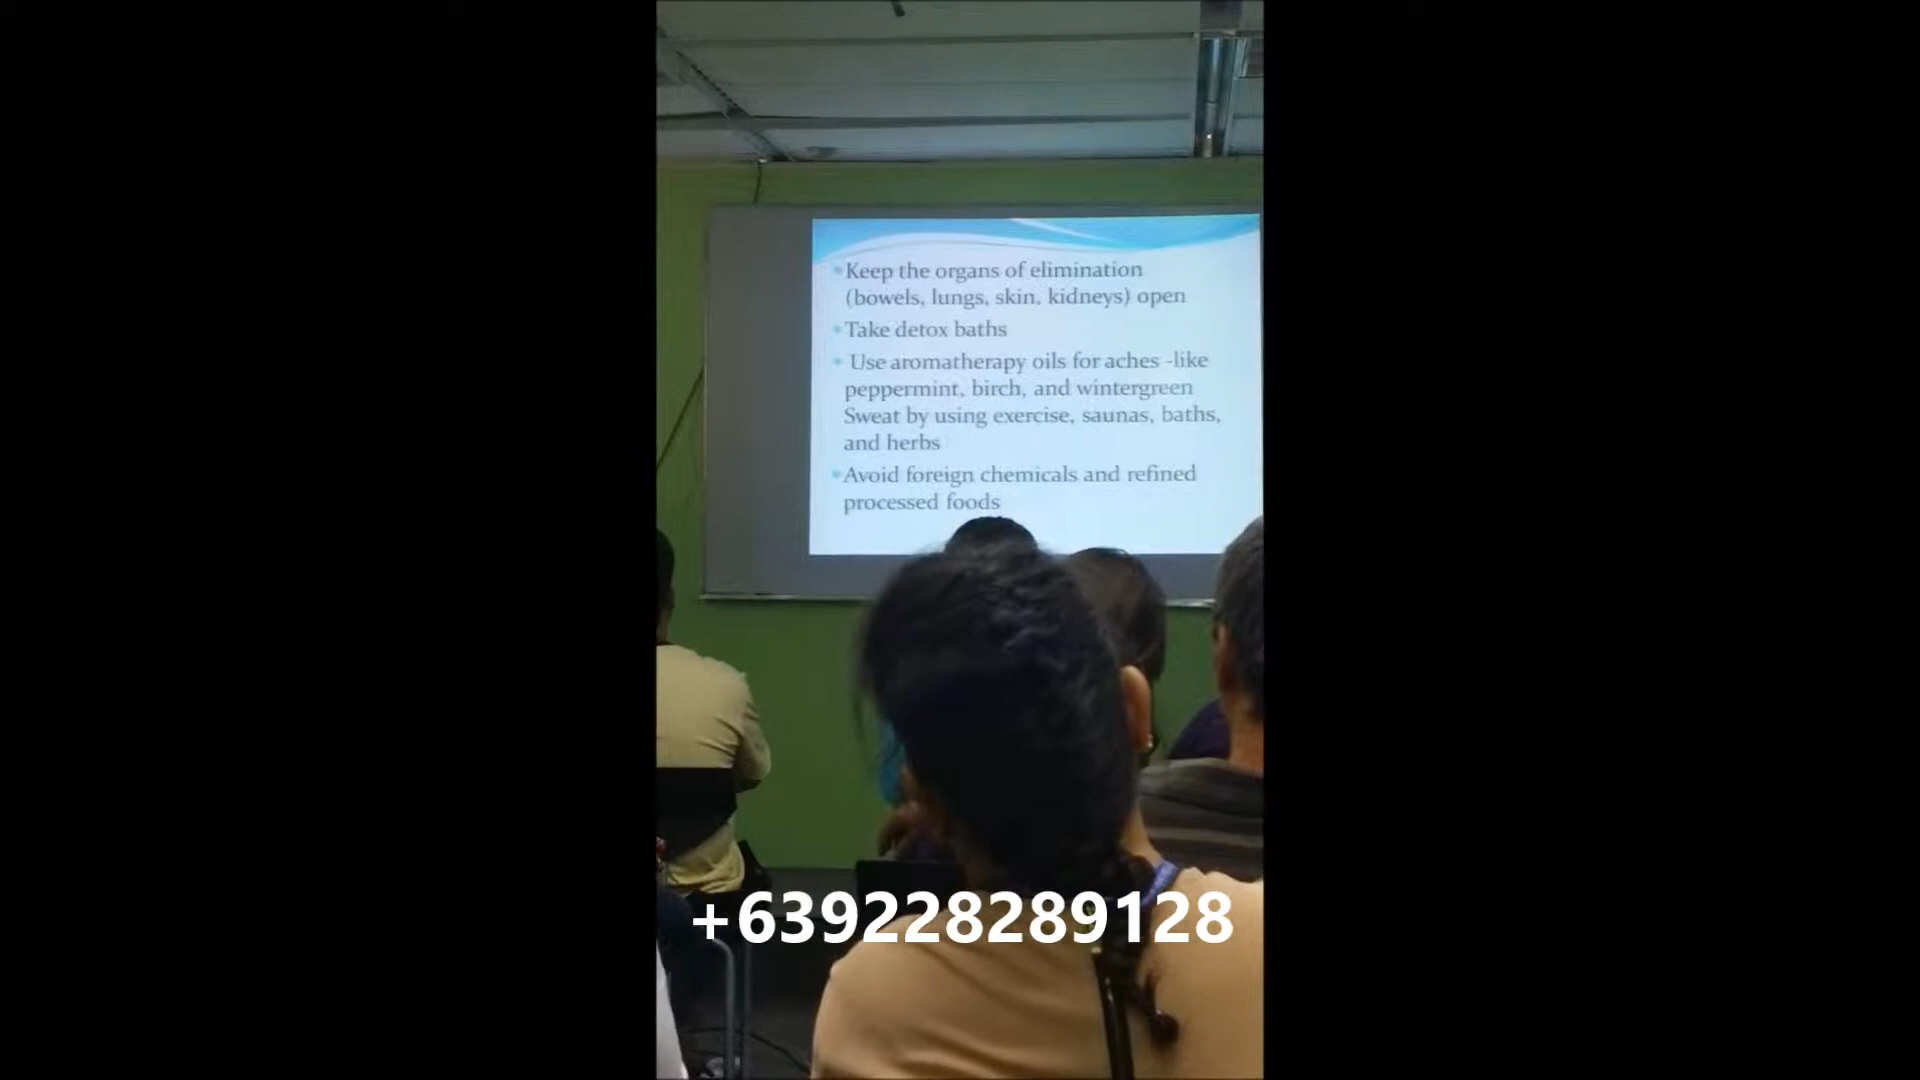 Keep the organs of elimination
(bowels, lungs, skin, kidneys) open
Take detox baths
Use aromatherapy oils for aches -like
peppermint, birch, and wintergreen
Sweat by using exercise, saunas, baths,
and herbs
Avoid foreign chemicals and refined
processed foods
+639228289128